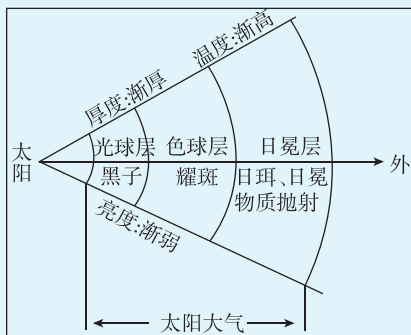 温度:渐高
厚度:渐厚
太阳
光球层
色球层
日冕层
外
黑子
耀斑
日珥、日冕
物质抛射
亮度:渐弱
太阳大气